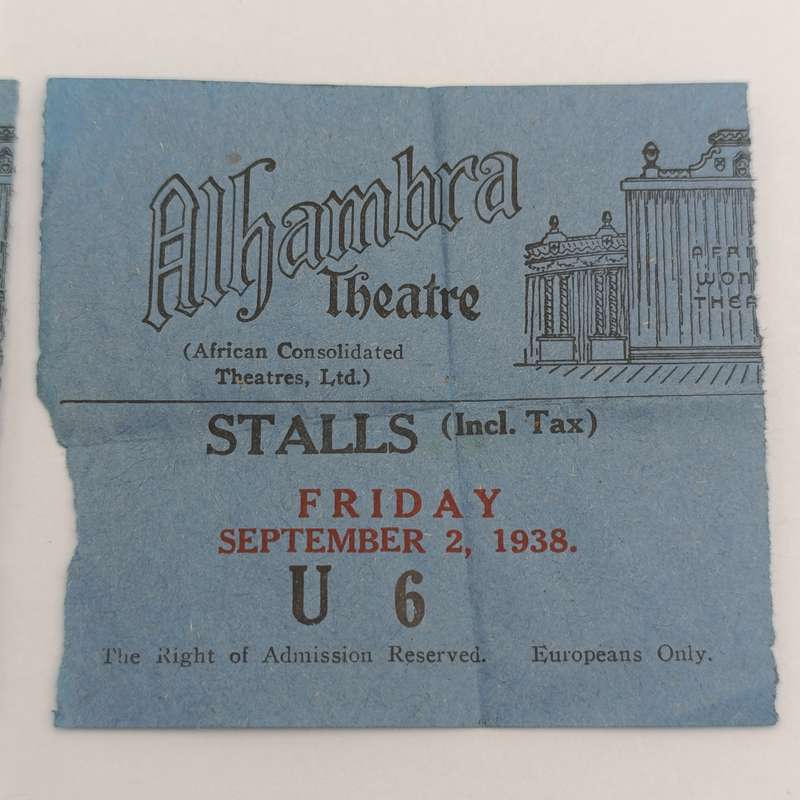 Alhambra
Theatre
(African Consolidated
Theatres, Ltd.)
STALLS (Incl. Tax)
FRIDAY
SEPTEMBER 2, 1938.
U 6
The Right of Admission Reserved. Europeans Only.